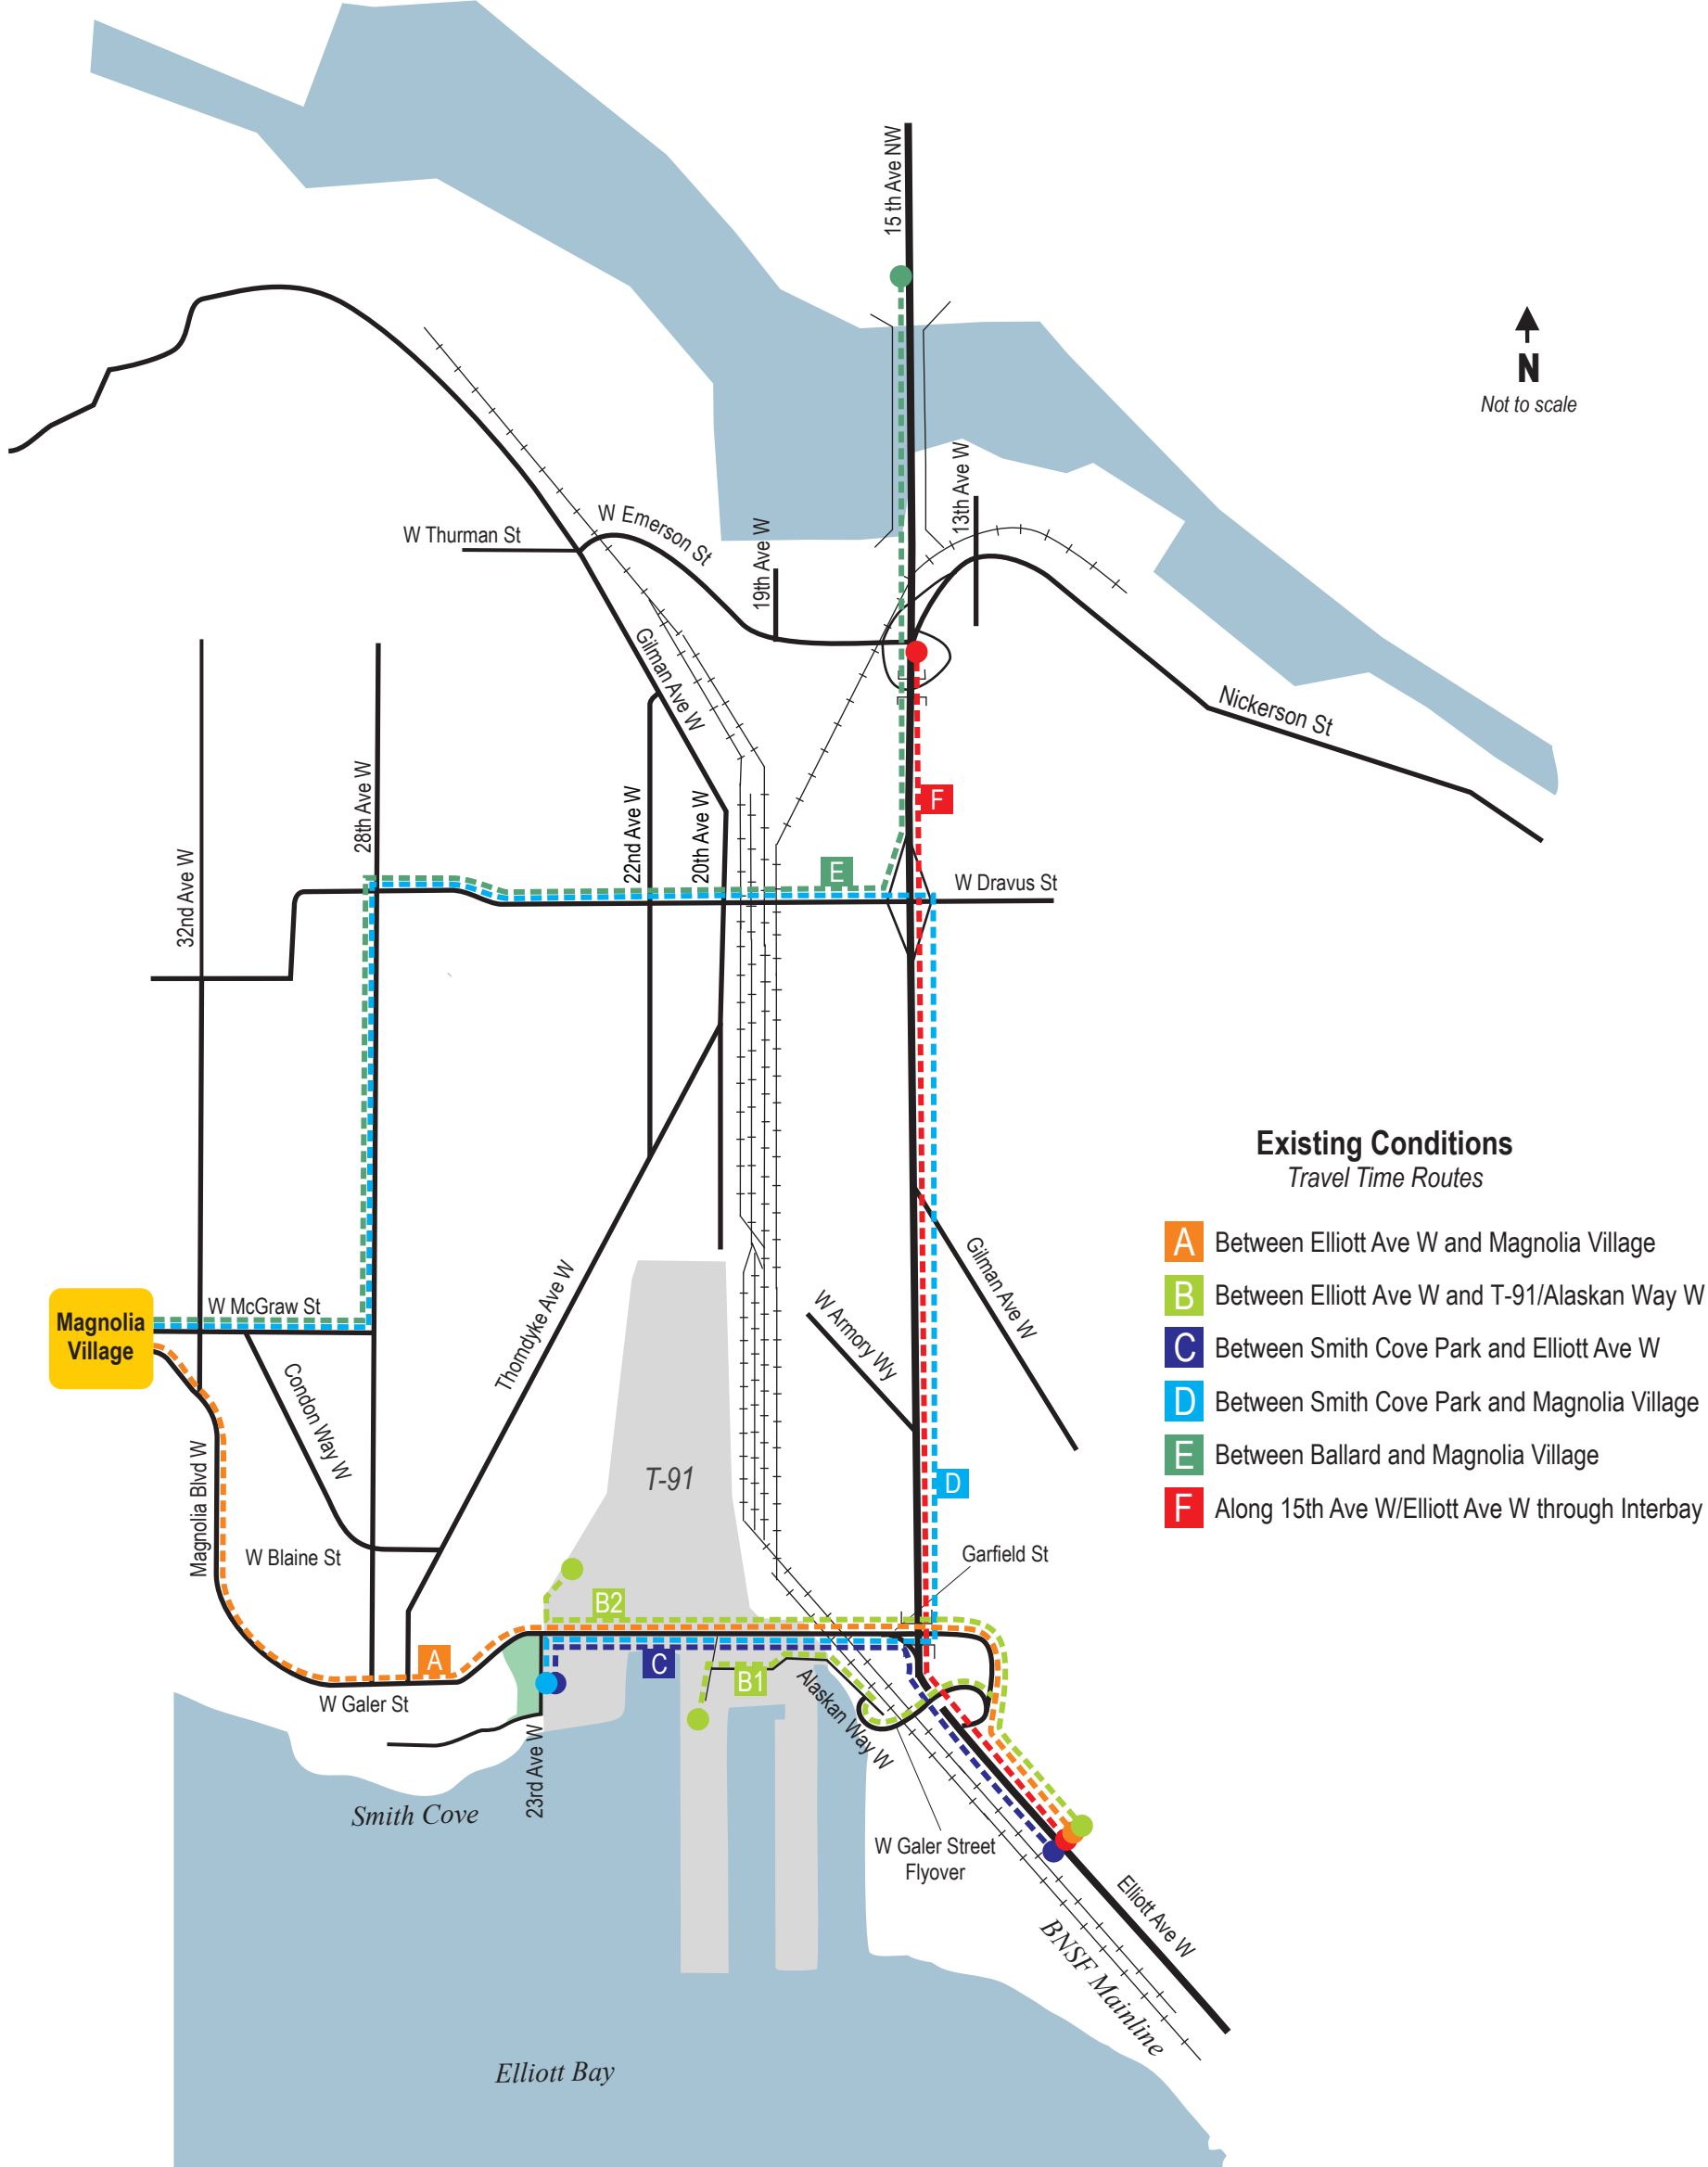 15 th Ave NW
N
Not to scale
13th Ave W
W Emerson St
W Thurman St
19th Ave W
Gilman Ave W
Nickerson St
28th Ave W
22nd Ave W
20th Ave W
F
32nd Ave W
E
W Dravus St
Existing Conditions
Travel Time Routes
A Between Elliott Ave W and Magnolia Village
B Between Elliott Ave W and T-91/Alaskan Way W
C Between Smith Cove Park and Elliott Ave W
D Between Smith Cove Park and Magnolia Village
E Between Ballard and Magnolia Village
F Along 15th Ave W/Elliott Ave W through Interbay
Gilman Ave W
W McGraw St
Magnolia
Village
Thorndyke Ave W
W Armory Wy
Condon Way W
Magnolia Blvd W
T-91
D
W Blaine St
Garfield St
B2
A
C
B1
W Galer St
Alaskan Way W
23rd Ave W
Smith Cove
W Galer Street
Flyover
Elliott Ave W
BNSF Mainline
Elliott Bay